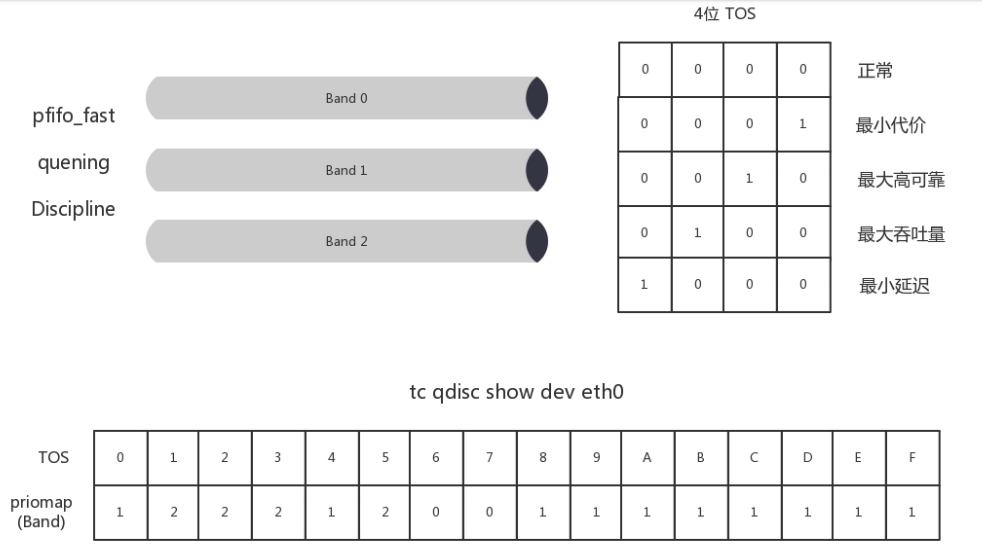 4位 TOS
pfifo_fast
quening
Discipline
Band 0
Band 1
Band 2
0 0 0 0 正常
0 0 0 1 最小代价
0 0 1 0 最大高可靠
0 1 0 0 最大吞吐量
1 0 0 0 最小延迟
tc qdisc show dev eth0
TOS 0 1 2 3 4 5 6 7 8 9 A B C D E F
priomap
(Band) 1 2 2 2 1 2 0 0 1 1 1 1 1 1 1 1